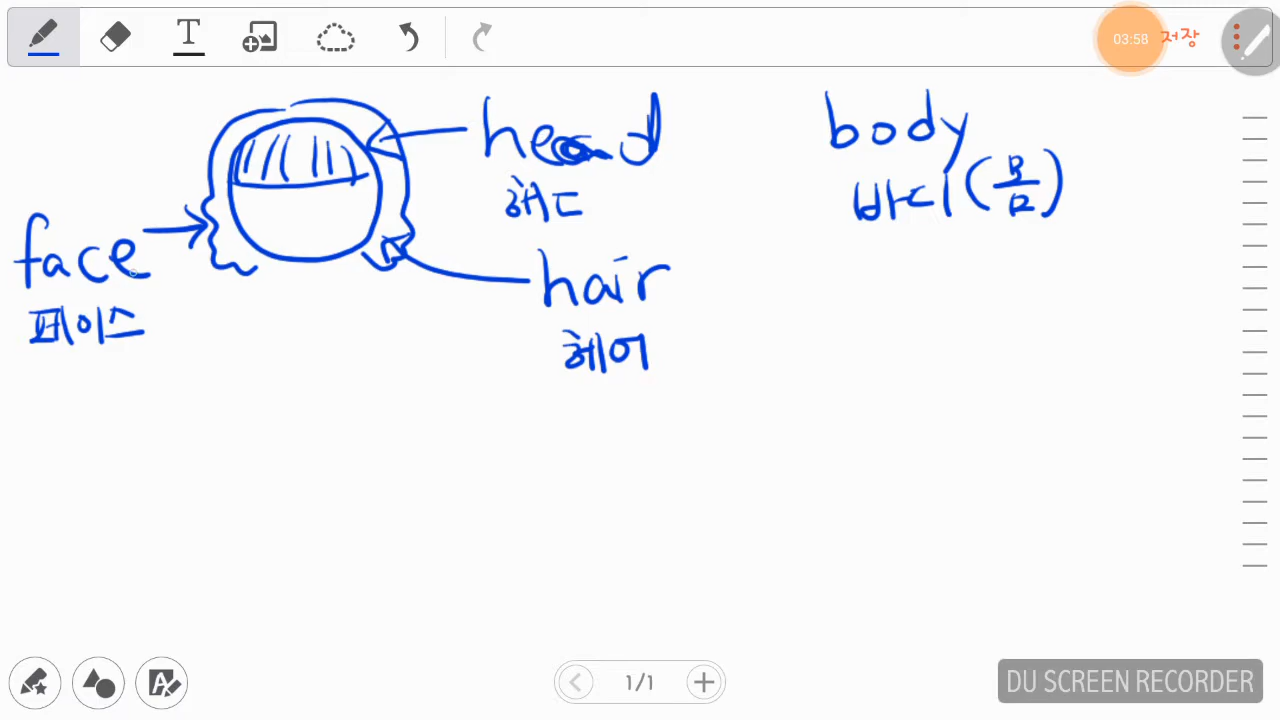 T
03:58
저장
head
헤드
body
바디(몸)
face
페이스
hair
헤어
1/1
DU SCREEN RECORDER